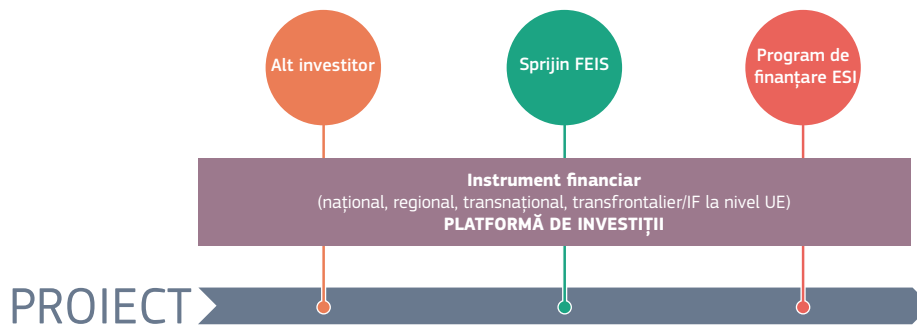 Alt investitor
Sprijin FEIS
Program de
finanțare ESI
Instrument financiar
(național, regional, transnațional, transfrontalier/IF la nivel UE)
PLATFORMĂ DE INVESTIȚII
PROIECT